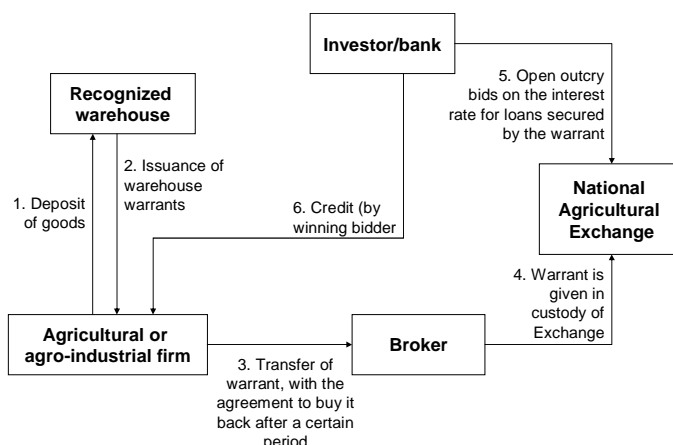 Investor/bank
5. Open outcry
bids on the interest
rate for loans secured
by the warrant
Recognized
warehouse
2. Issuance of
warehouse
warrants
1. Deposit
of goods
6. Credit (by
winning bidder
National
Agricultural
Exchange
4. Warrant is
given in
custody of
Exchange
Agricultural or
agro-industrial firm
Broker
3. Transfer of
warrant, with the
agreement to buy it
back after a certain
period